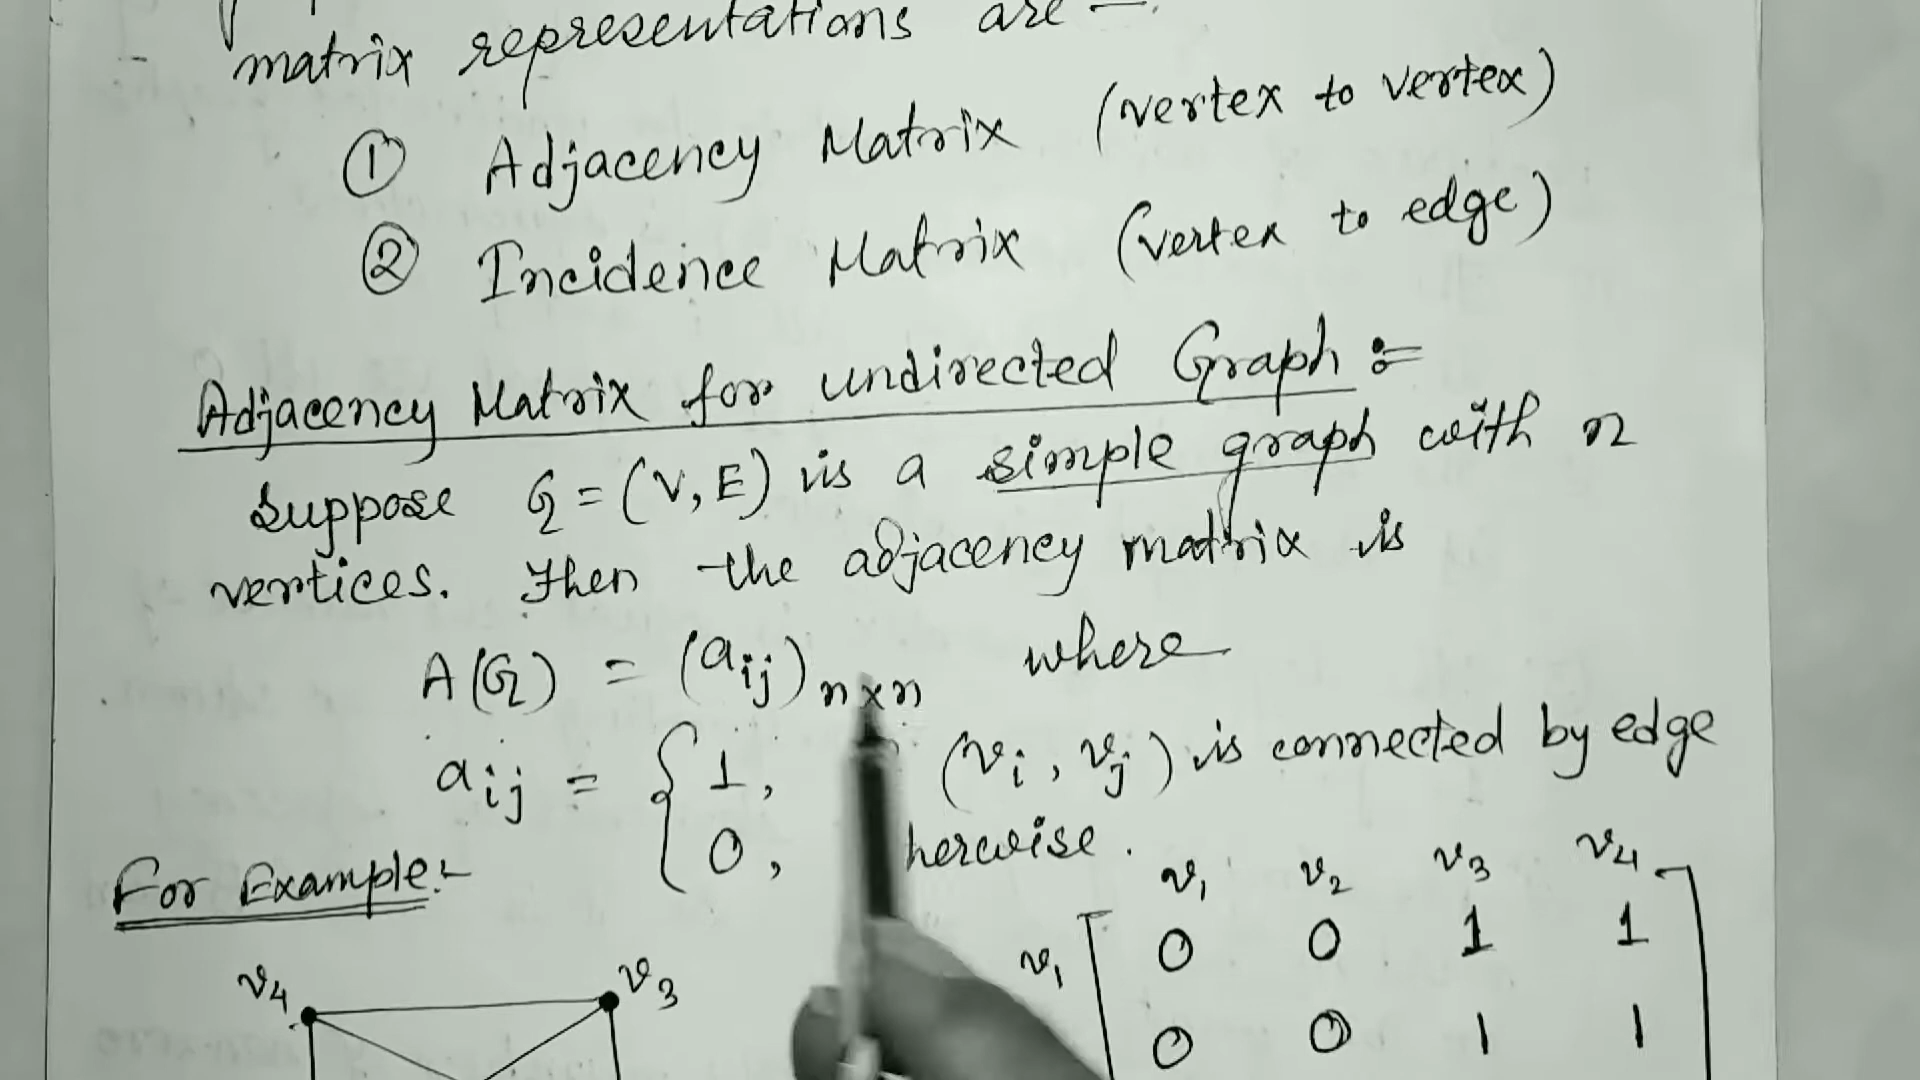 matrix representations are —.
① Adjacency Matrix (vertex to vertex)
② Incidence Matrix (vertex to edge)
Adjacency Matrix for undirected Graph :=
Suppose G = (V, E) is a simple graph with n
vertices. Then the adjacency matrix is
A(G) = (aij) n×n where
aij = { 1, (vi, vj) is connected by edge
0, herwise.
For Example:-
v1 v2 v3 v4
v1 0 0 1 1
0 0 1 1
v4 v3